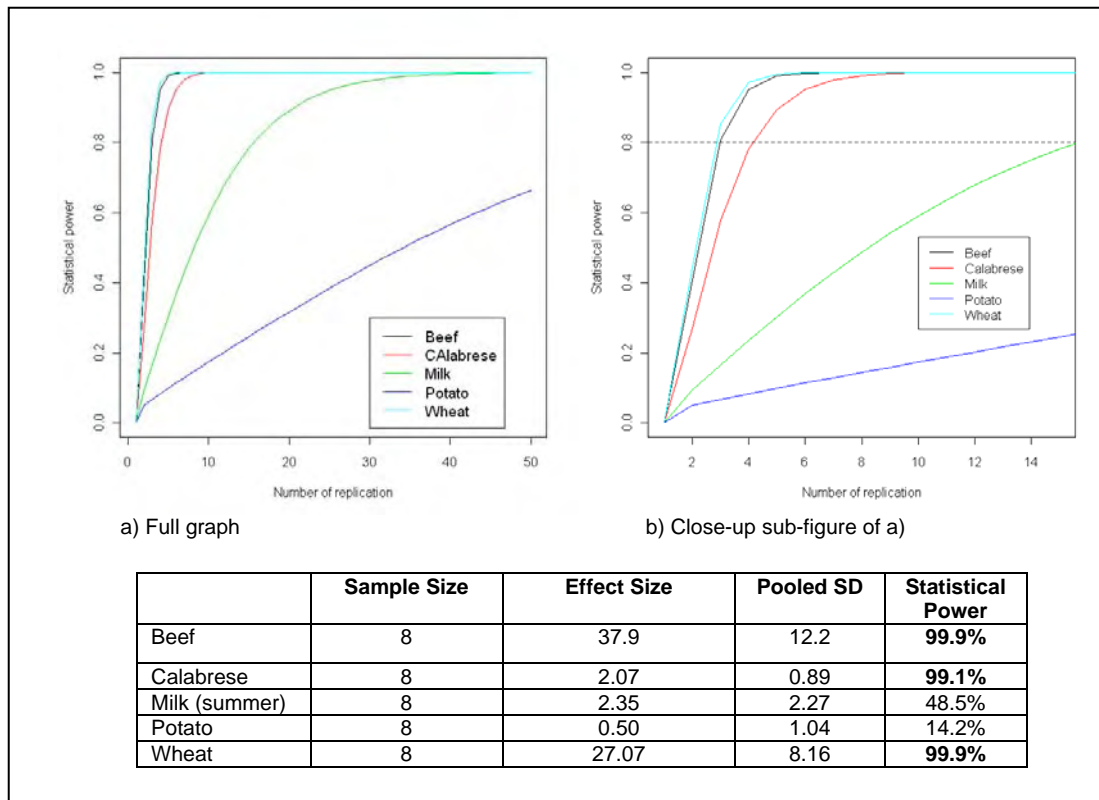 1.0
0.8
0.6
0.4
0.2
0.0
Statistical power
Beef
CAlabrese
Milk
Potato
Wheat
0 10 20 30 40 50
Number of replication
a) Full graph
1.0
0.8
0.6
0.4
0.2
0.0
Statistical power
Beef
Calabrese
Milk
Potato
Wheat
2 4 6 8 10 12 14
Number of replication
b) Close-up sub-figure of a)
Sample Size Effect Size Pooled SD Statistical
Power
Beef 8 37.9 12.2 99.9%
Calabrese 8 2.07 0.89 99.1%
Milk (summer) 8 2.35 2.27 48.5%
Potato 8 0.50 1.04 14.2%
Wheat 8 27.07 8.16 99.9%